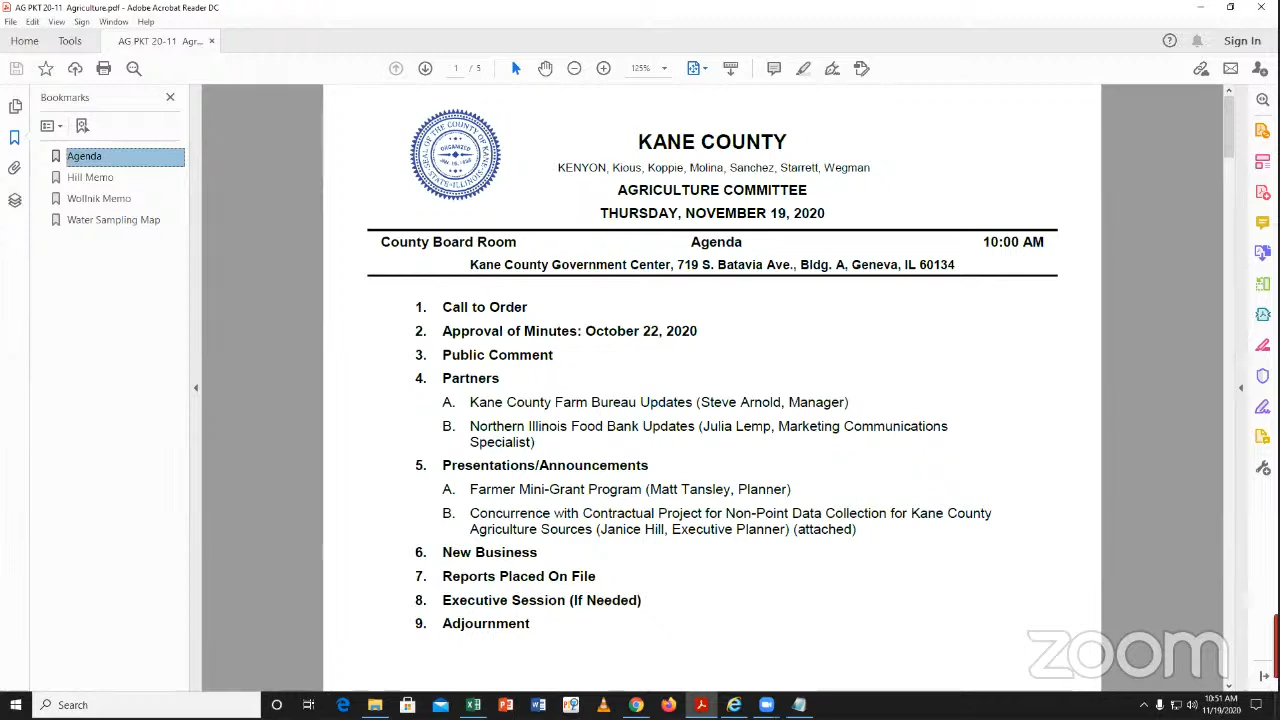 AG PKT 20-11 Agriculture.pdf - Adobe Acrobat Reader DC
File Edit View Sign Window Help
Home Tools AG PKT 20-11 Agr... × Sign In
1 / 5 125%
Bookmarks
Agenda
Hill Memo
Wollnik Memo
Water Sampling Map
KANE COUNTY
KENYON, Kious, Koppie, Molina, Sanchez, Starrett, Wegman
AGRICULTURE COMMITTEE
THURSDAY, NOVEMBER 19, 2020
County Board Room Agenda 10:00 AM
Kane County Government Center, 719 S. Batavia Ave., Bldg. A, Geneva, IL 60134
1. Call to Order
2. Approval of Minutes: October 22, 2020
3. Public Comment
4. Partners
A. Kane County Farm Bureau Updates (Steve Arnold, Manager)
B. Northern Illinois Food Bank Updates (Julia Lemp, Marketing Communications
Specialist)
5. Presentations/Announcements
A. Farmer Mini-Grant Program (Matt Tansley, Planner)
B. Concurrence with Contractual Project for Non-Point Data Collection for Kane County
Agriculture Sources (Janice Hill, Executive Planner) (attached)
6. New Business
7. Reports Placed On File
8. Executive Session (If Needed)
9. Adjournment
zoom
Search
10:51 AM
11/19/2020